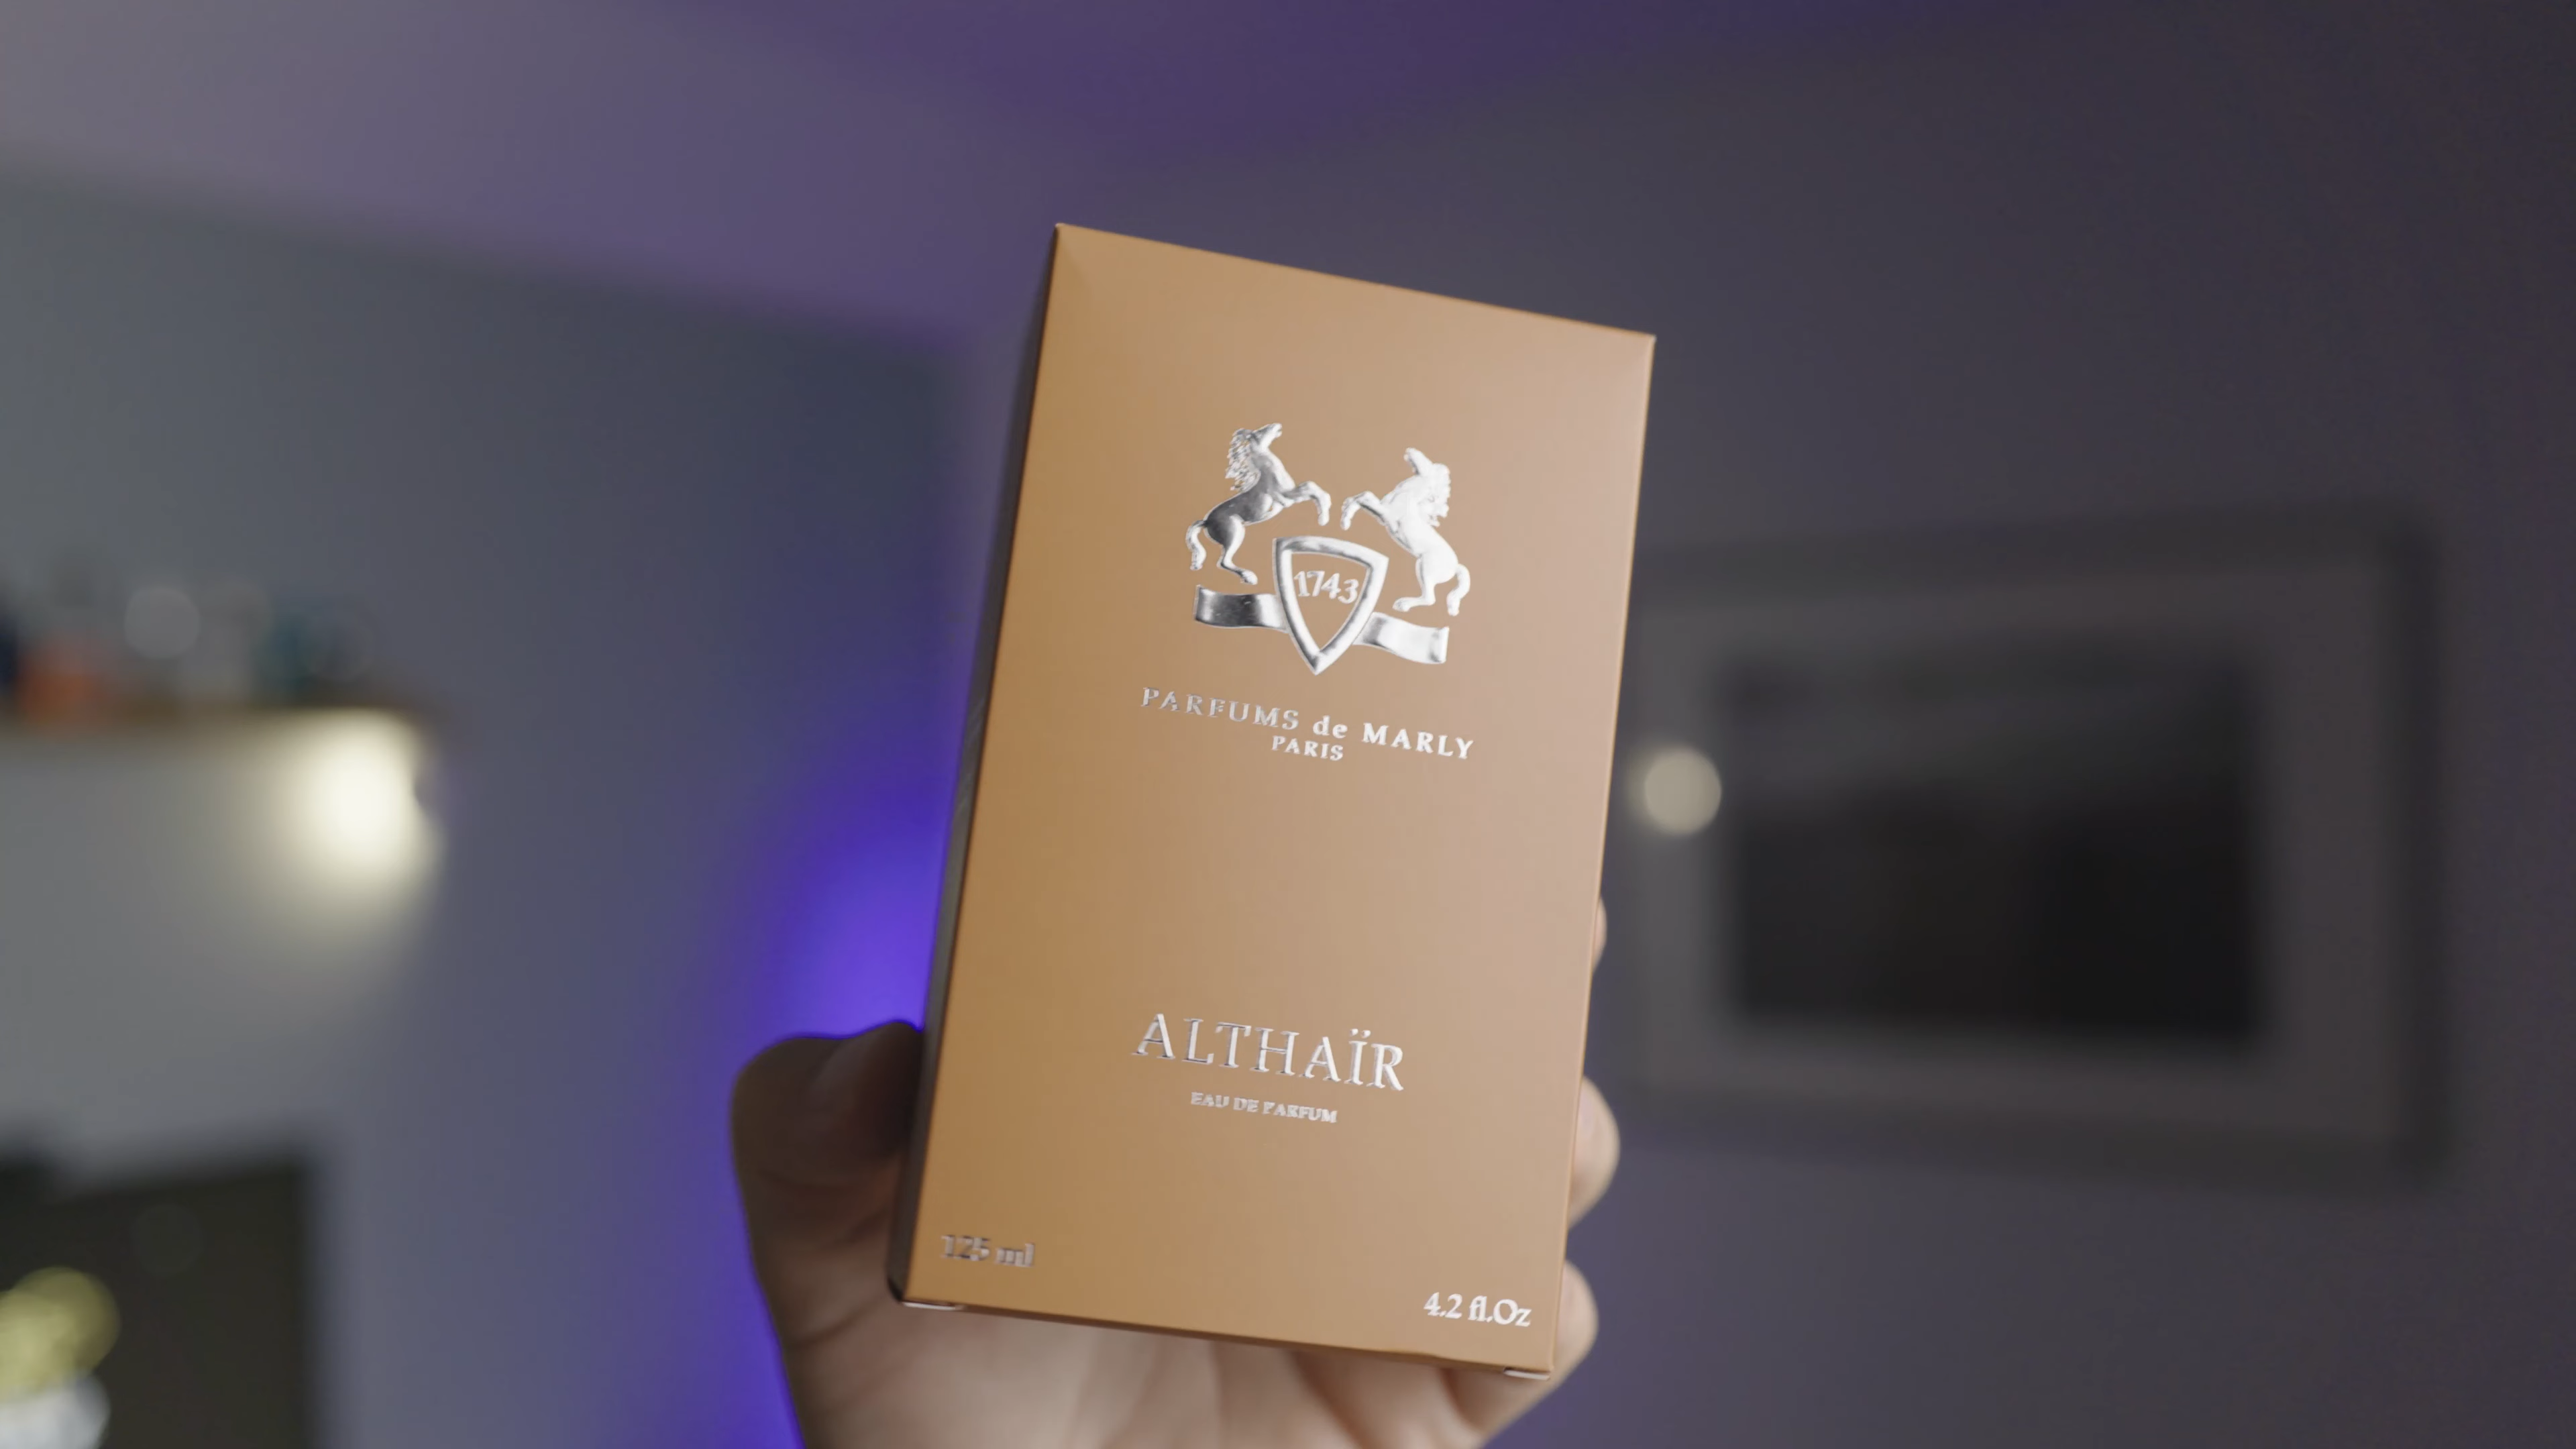 1743
PARFUMS de MARLY
PARIS
ALTHAÏR
EAU DE PARFUM
125 ml
4.2 fl.Oz